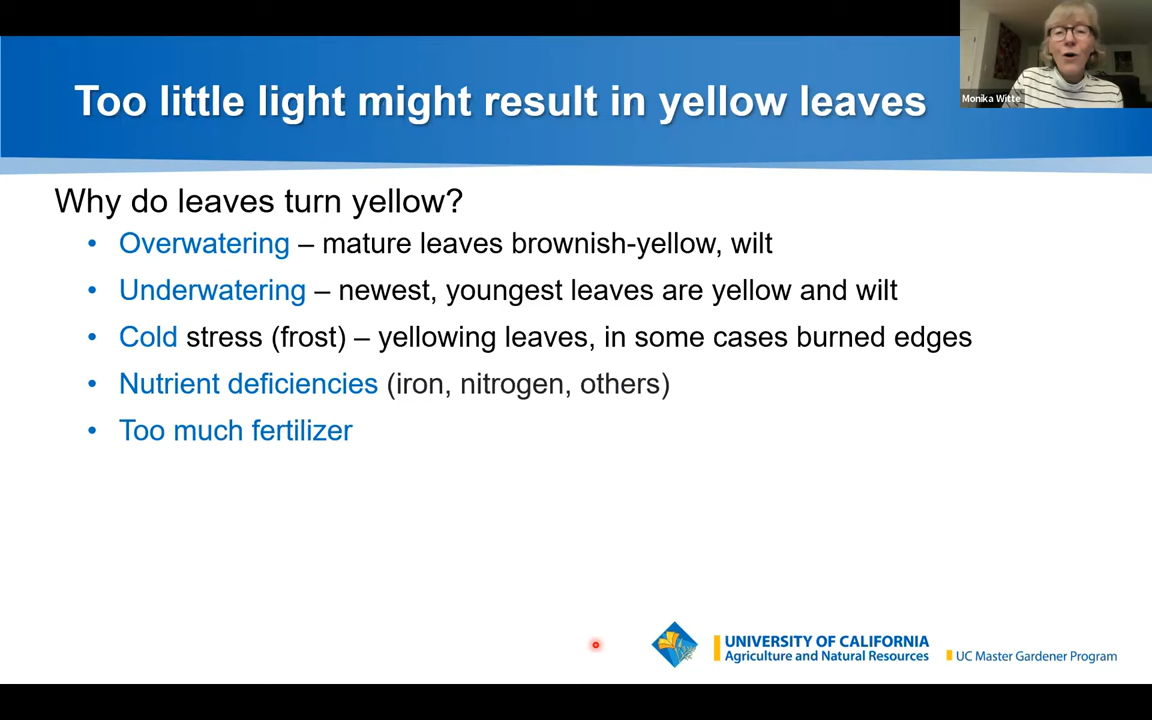 Too little light might result in yellow leaves
Monika Witte
Why do leaves turn yellow?
• Overwatering – mature leaves brownish-yellow, wilt
• Underwatering – newest, youngest leaves are yellow and wilt
• Cold stress (frost) – yellowing leaves, in some cases burned edges
• Nutrient deficiencies (iron, nitrogen, others)
• Too much fertilizer
UNIVERSITY OF CALIFORNIA
Agriculture and Natural Resources
UC Master Gardener Program